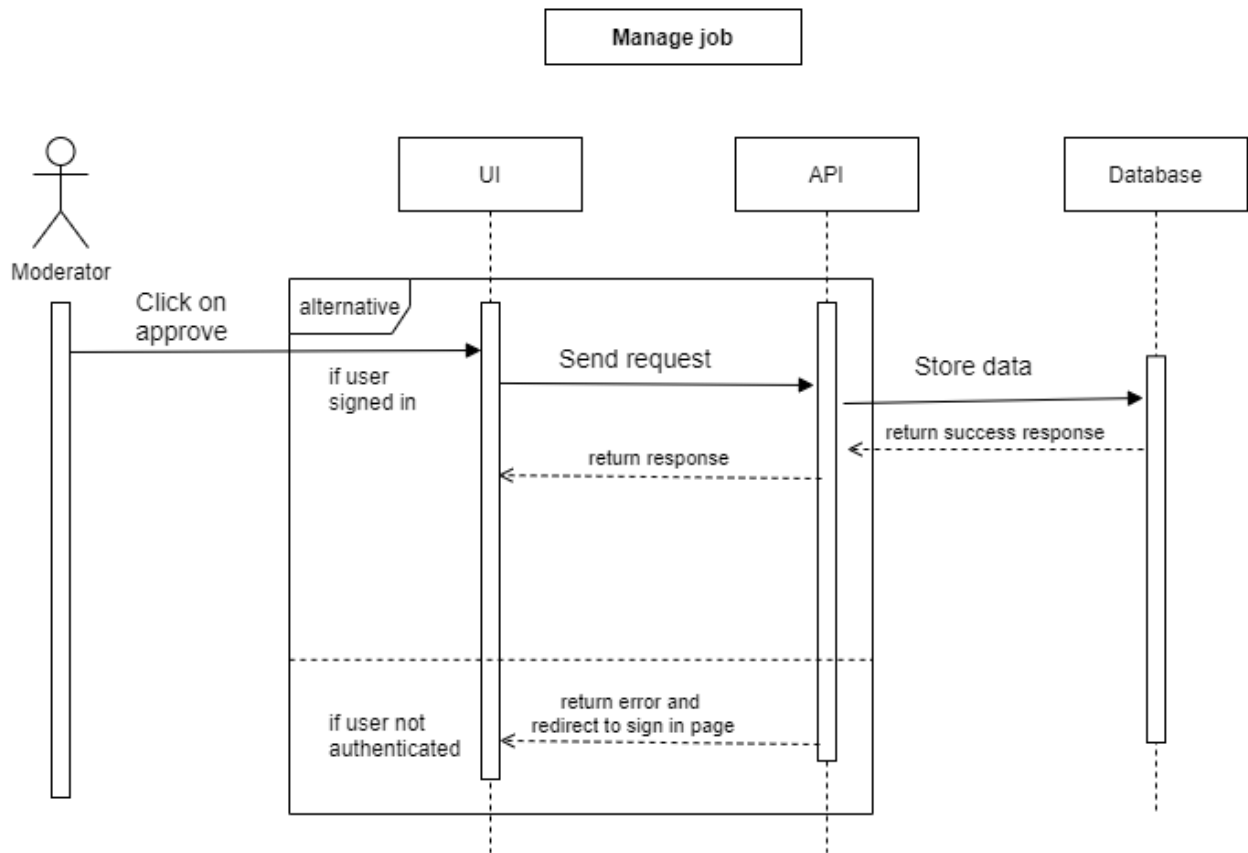 Manage job
UI
API
Database
Moderator
Click on
approve
alternative
if user
signed in
Send request
Store data
return success response
return response
if user not
authenticated
return error and
redirect to sign in page